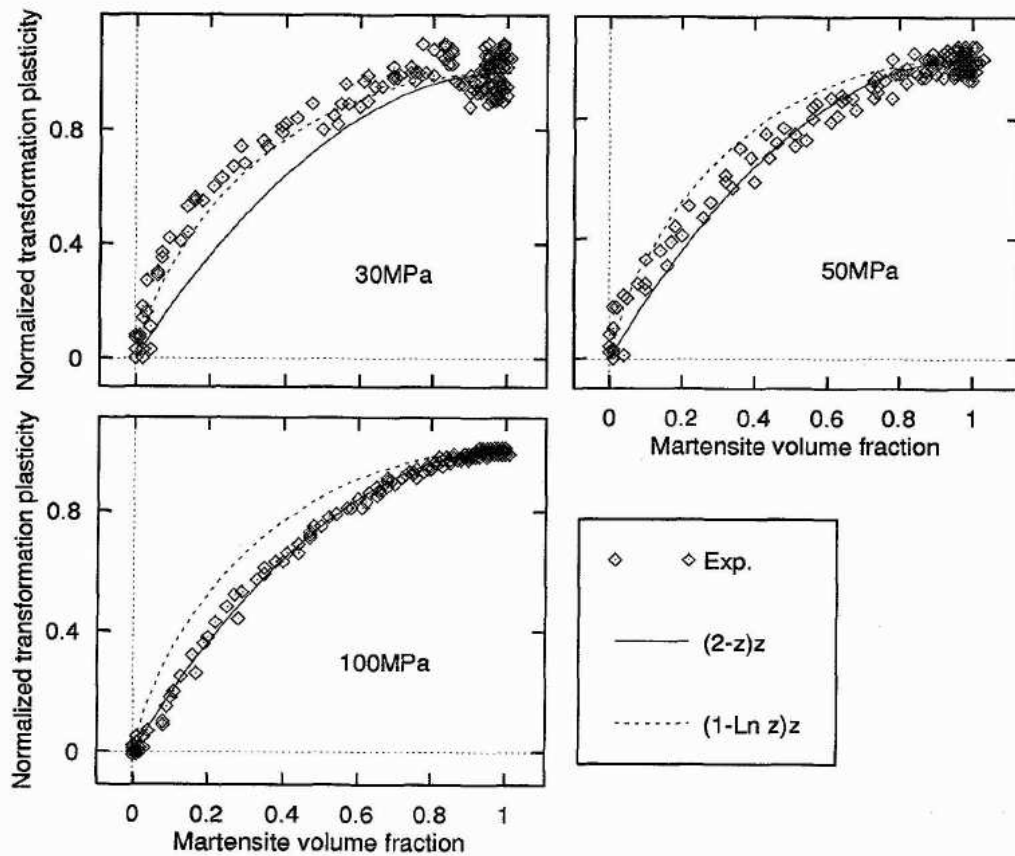 Normalized transformation plasticity
0.8
0.4
0
30MPa
50MPa
0
0.2
0.4
0.6
0.8
1
Martensite volume fraction
Normalized transformation plasticity
0.8
0.4
0
100MPa
0
0.2
0.4
0.6
0.8
1
Martensite volume fraction
Exp.
(2-z)z
(1-Ln z)z